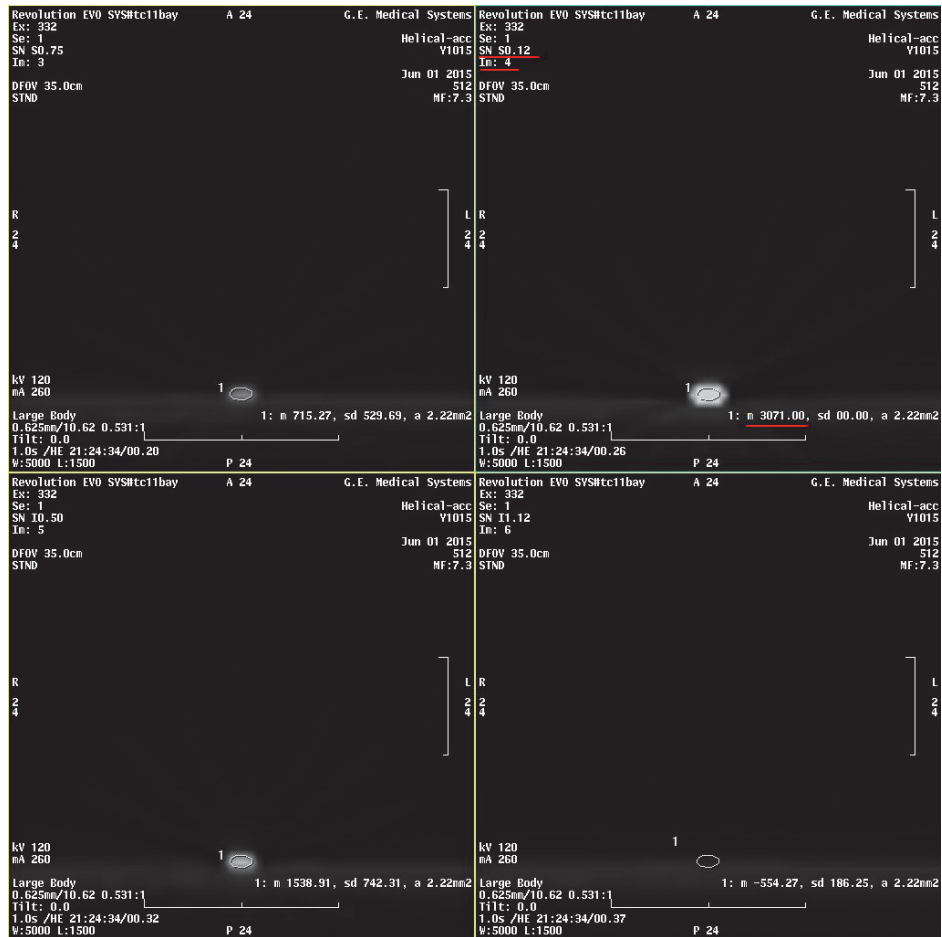 Revolution EVO SYS#tc11bay A 24 G.E. Medical Systems
Ex: 332
Se: 1 Helical-acc
SN S0.75 Y1015
Im: 3
Jun 01 2015
DFOV 35.0cm 512
STND MF:7.3
R L
2 2
4 4
kV 120
mA 260
1
Large Body 1: m 715.27, sd 529.69, a 2.22mm2
0.625mm/10.62 0.531:1
Tilt: 0.0
1.0s /HE 21:24:34/00.20
W:5000 L:1500 P 24
Revolution EVO SYS#tc11bay A 24 G.E. Medical Systems
Ex: 332
Se: 1 Helical-acc
SN S0.12 Y1015
Im: 4
Jun 01 2015
DFOV 35.0cm 512
STND MF:7.3
R L
2 2
4 4
kV 120
mA 260
1
Large Body 1: m 3071.00, sd 00.00, a 2.22mm2
0.625mm/10.62 0.531:1
Tilt: 0.0
1.0s /HE 21:24:34/00.26
W:5000 L:1500 P 24
Revolution EVO SYS#tc11bay A 24 G.E. Medical Systems
Ex: 332
Se: 1 Helical-acc
SN I0.50 Y1015
Im: 5
Jun 01 2015
DFOV 35.0cm 512
STND MF:7.3
R L
2 2
4 4
kV 120
mA 260
1
Large Body 1: m 1538.91, sd 742.31, a 2.22mm2
0.625mm/10.62 0.531:1
Tilt: 0.0
1.0s /HE 21:24:34/00.32
W:5000 L:1500 P 24
Revolution EVO SYS#tc11bay A 24 G.E. Medical Systems
Ex: 332
Se: 1 Helical-acc
SN I1.12 Y1015
Im: 6
Jun 01 2015
DFOV 35.0cm 512
STND MF:7.3
R L
2 2
4 4
1
kV 120
mA 260
Large Body 1: m -554.27, sd 186.25, a 2.22mm2
0.625mm/10.62 0.531:1
Tilt: 0.0
1.0s /HE 21:24:34/00.37
W:5000 L:1500 P 24